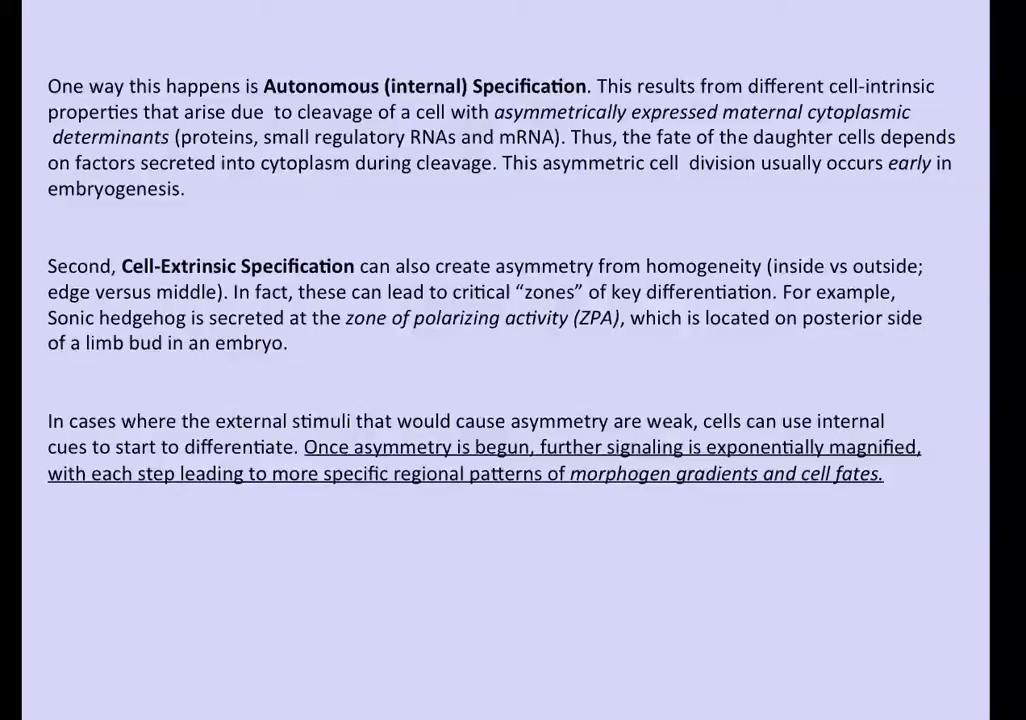 One way this happens is Autonomous (internal) Specification. This results from different cell-intrinsic
properties that arise due to cleavage of a cell with asymmetrically expressed maternal cytoplasmic
determinants (proteins, small regulatory RNAs and mRNA). Thus, the fate of the daughter cells depends
on factors secreted into cytoplasm during cleavage. This asymmetric cell division usually occurs early in
embryogenesis.
Second, Cell-Extrinsic Specification can also create asymmetry from homogeneity (inside vs outside;
edge versus middle). In fact, these can lead to critical “zones” of key differentiation. For example,
Sonic hedgehog is secreted at the zone of polarizing activity (ZPA), which is located on posterior side
of a limb bud in an embryo.
In cases where the external stimuli that would cause asymmetry are weak, cells can use internal
cues to start to differentiate. Once asymmetry is begun, further signaling is exponentially magnified,
with each step leading to more specific regional patterns of morphogen gradients and cell fates.